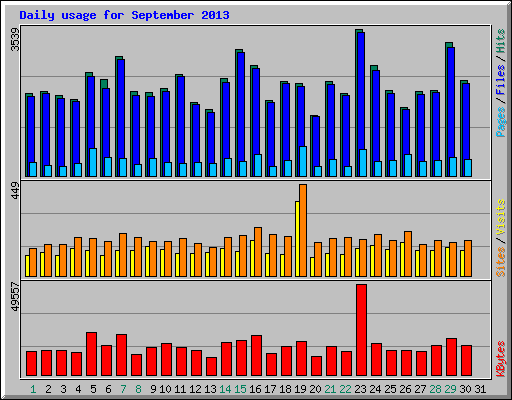 Daily usage for September 2013
3539
Pages / Files / Hits
449
Sites / Visits
49557
KBytes
1 2 3 4 5 6 7 8 9 10 11 12 13 14 15 16 17 18 19 20 21 22 23 24 25 26 27 28 29 30 31